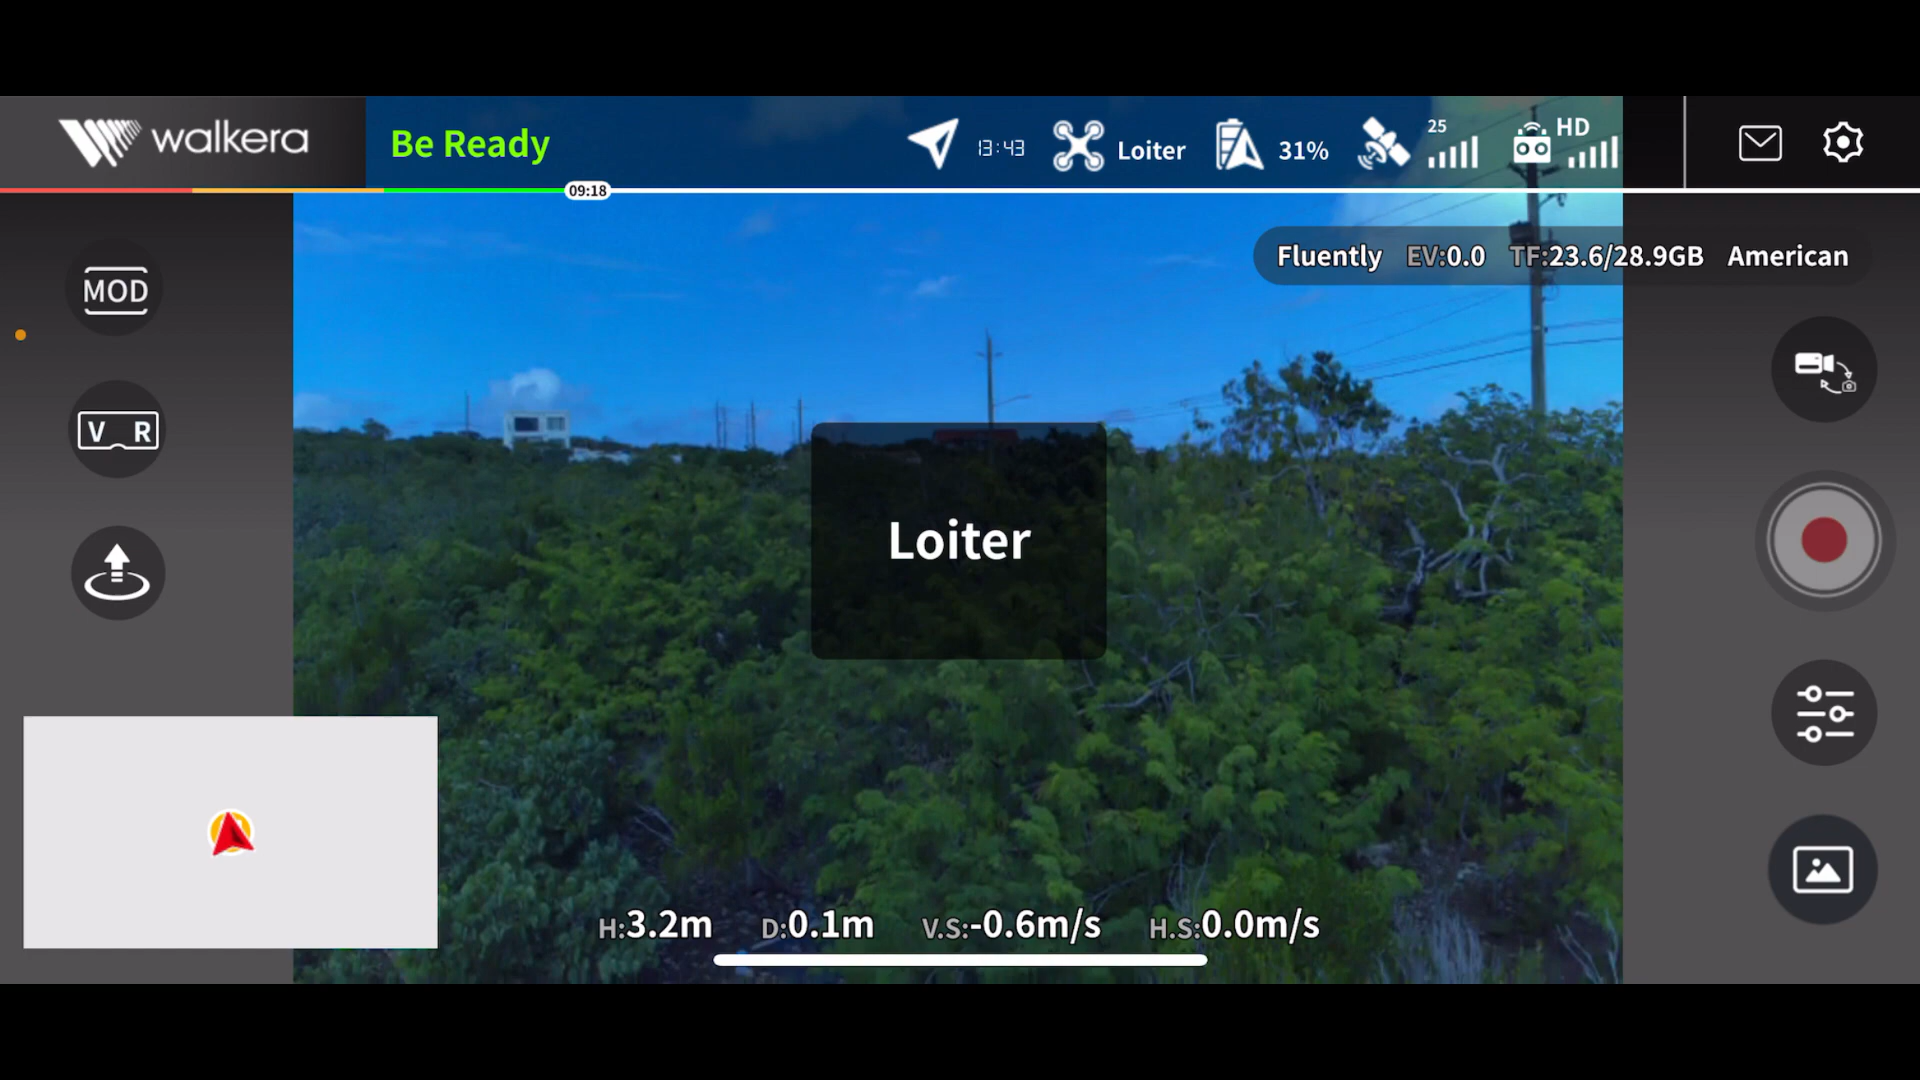 walkera
Be Ready
13:43
Loiter
31%
25
HD
09:18
Fluently EV:0.0 TF:23.6/28.9GB American
MOD
V R
Loiter
H:3.2m D:0.1m V.S:-0.6m/s H.S:0.0m/s